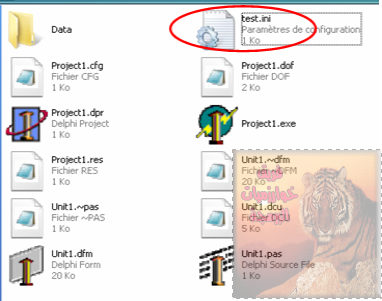 Data
test.ini
Paramètres de configuration
1 Ko
Project1.cfg
Fichier CFG
1 Ko
Project1.dof
Fichier DOF
2 Ko
Project1.dpr
Delphi Project
1 Ko
Project1.exe
Project1.res
Fichier RES
1 Ko
Unit1.~dfm
Fichier ~DFM
20 Ko
Unit1.~pas
Fichier ~PAS
1 Ko
Unit1.dcu
Fichier DCU
5 Ko
Unit1.dfm
Delphi Form
20 Ko
Unit1.pas
Delphi Source File
1 Ko